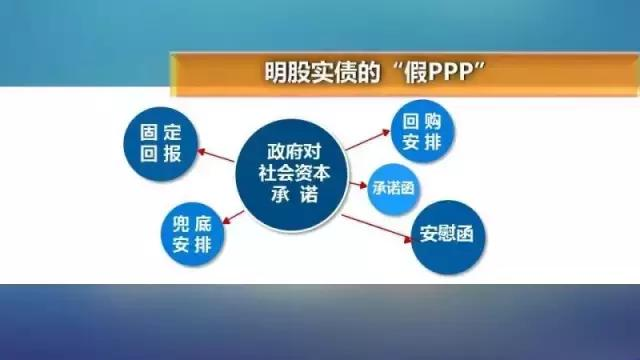 明股实债的“假PPP”
固 定
回 报
政府对
社会资本
承 诺
回 购
安 排
承诺函
兜 底
安 排
安慰函